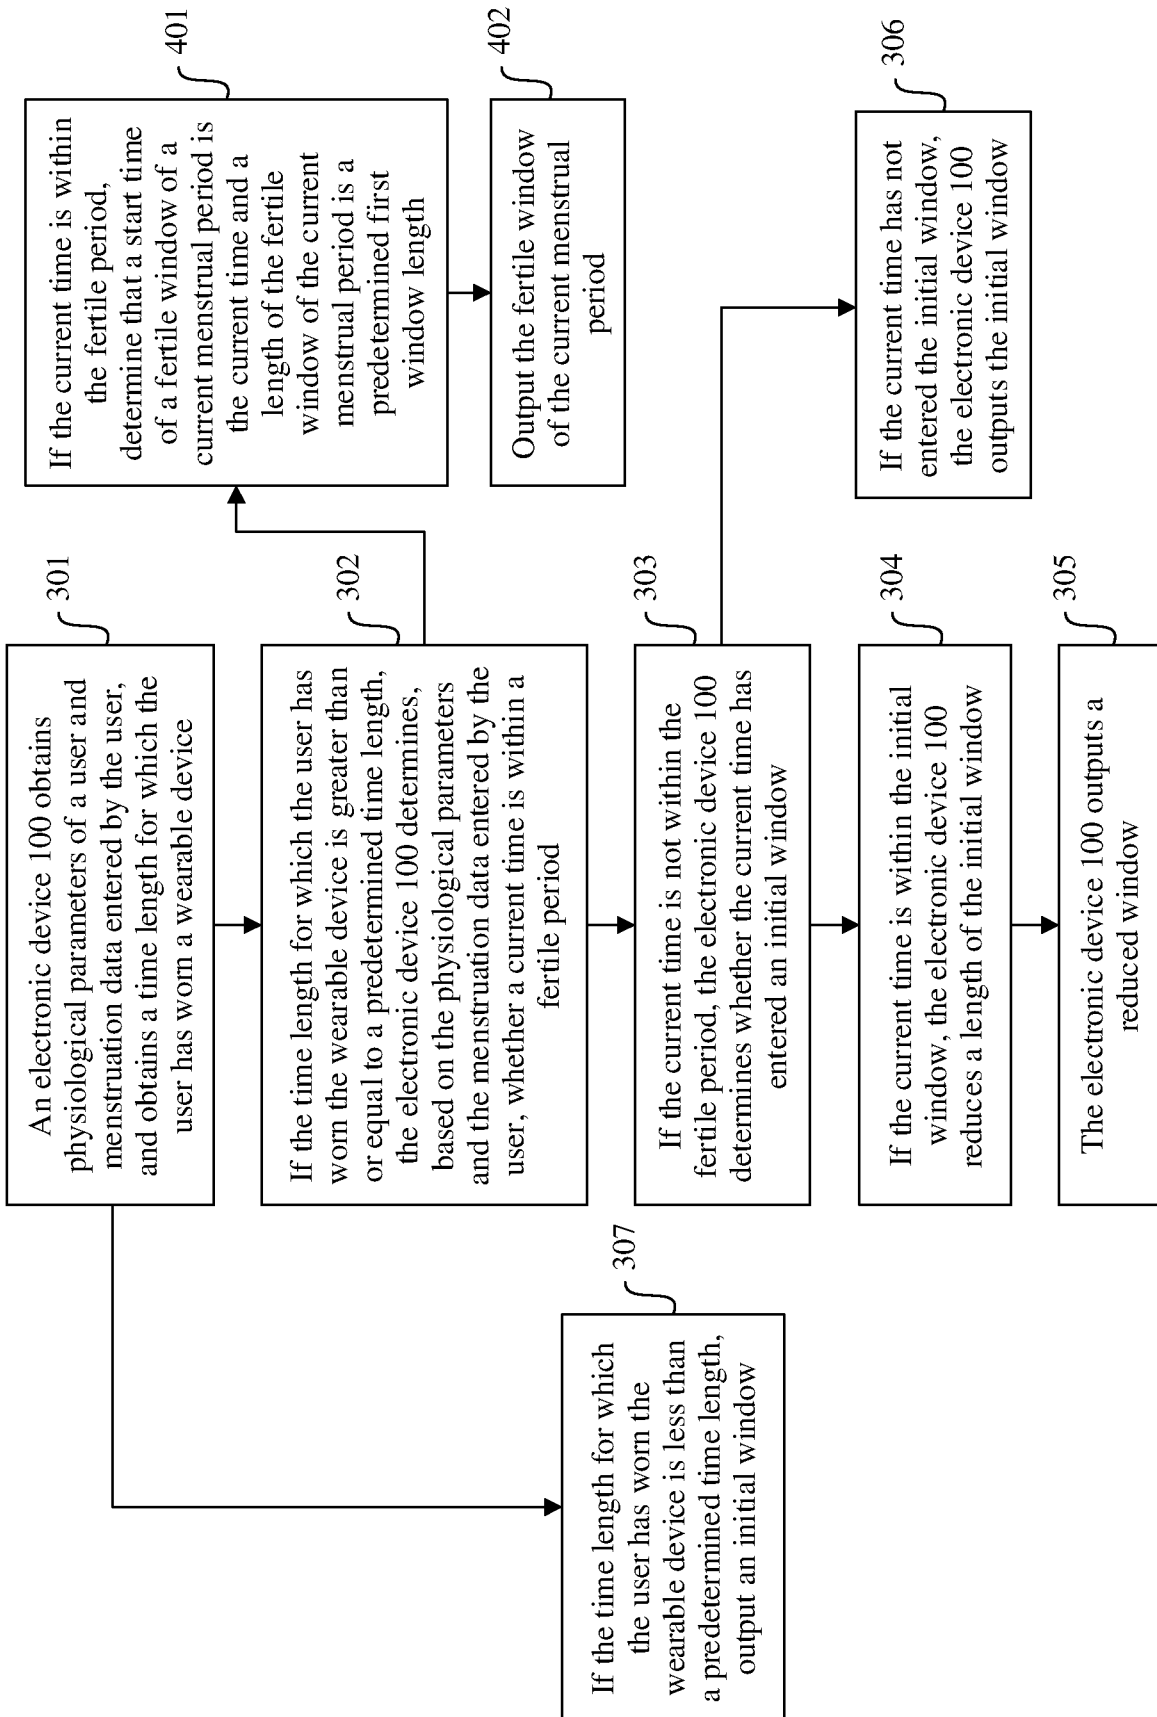 301
An electronic device 100 obtains
physiological parameters of a user and
menstruation data entered by the user,
and obtains a time length for which the
user has worn a wearable device
302
If the time length for which the user has
worn the wearable device is greater than
or equal to a predetermined time length,
the electronic device 100 determines,
based on the physiological parameters
and the menstruation data entered by the
user, whether a current time is within a
fertile period
401
If the current time is within
the fertile period,
determine that a start time
of a fertile window of a
current menstrual period is
the current time and a
length of the fertile
window of the current
menstrual period is a
predetermined first
window length
402
Output the fertile window
of the current menstrual
period
303
If the current time is not within the
fertile period, the electronic device 100
determines whether the current time has
entered an initial window
304
If the current time is within the initial
window, the electronic device 100
reduces a length of the initial window
305
The electronic device 100 outputs a
reduced window
306
If the current time has not
entered the initial window,
the electronic device 100
outputs the initial window
307
If the time length for which
the user has worn the
wearable device is less than
a predetermined time length,
output an initial window